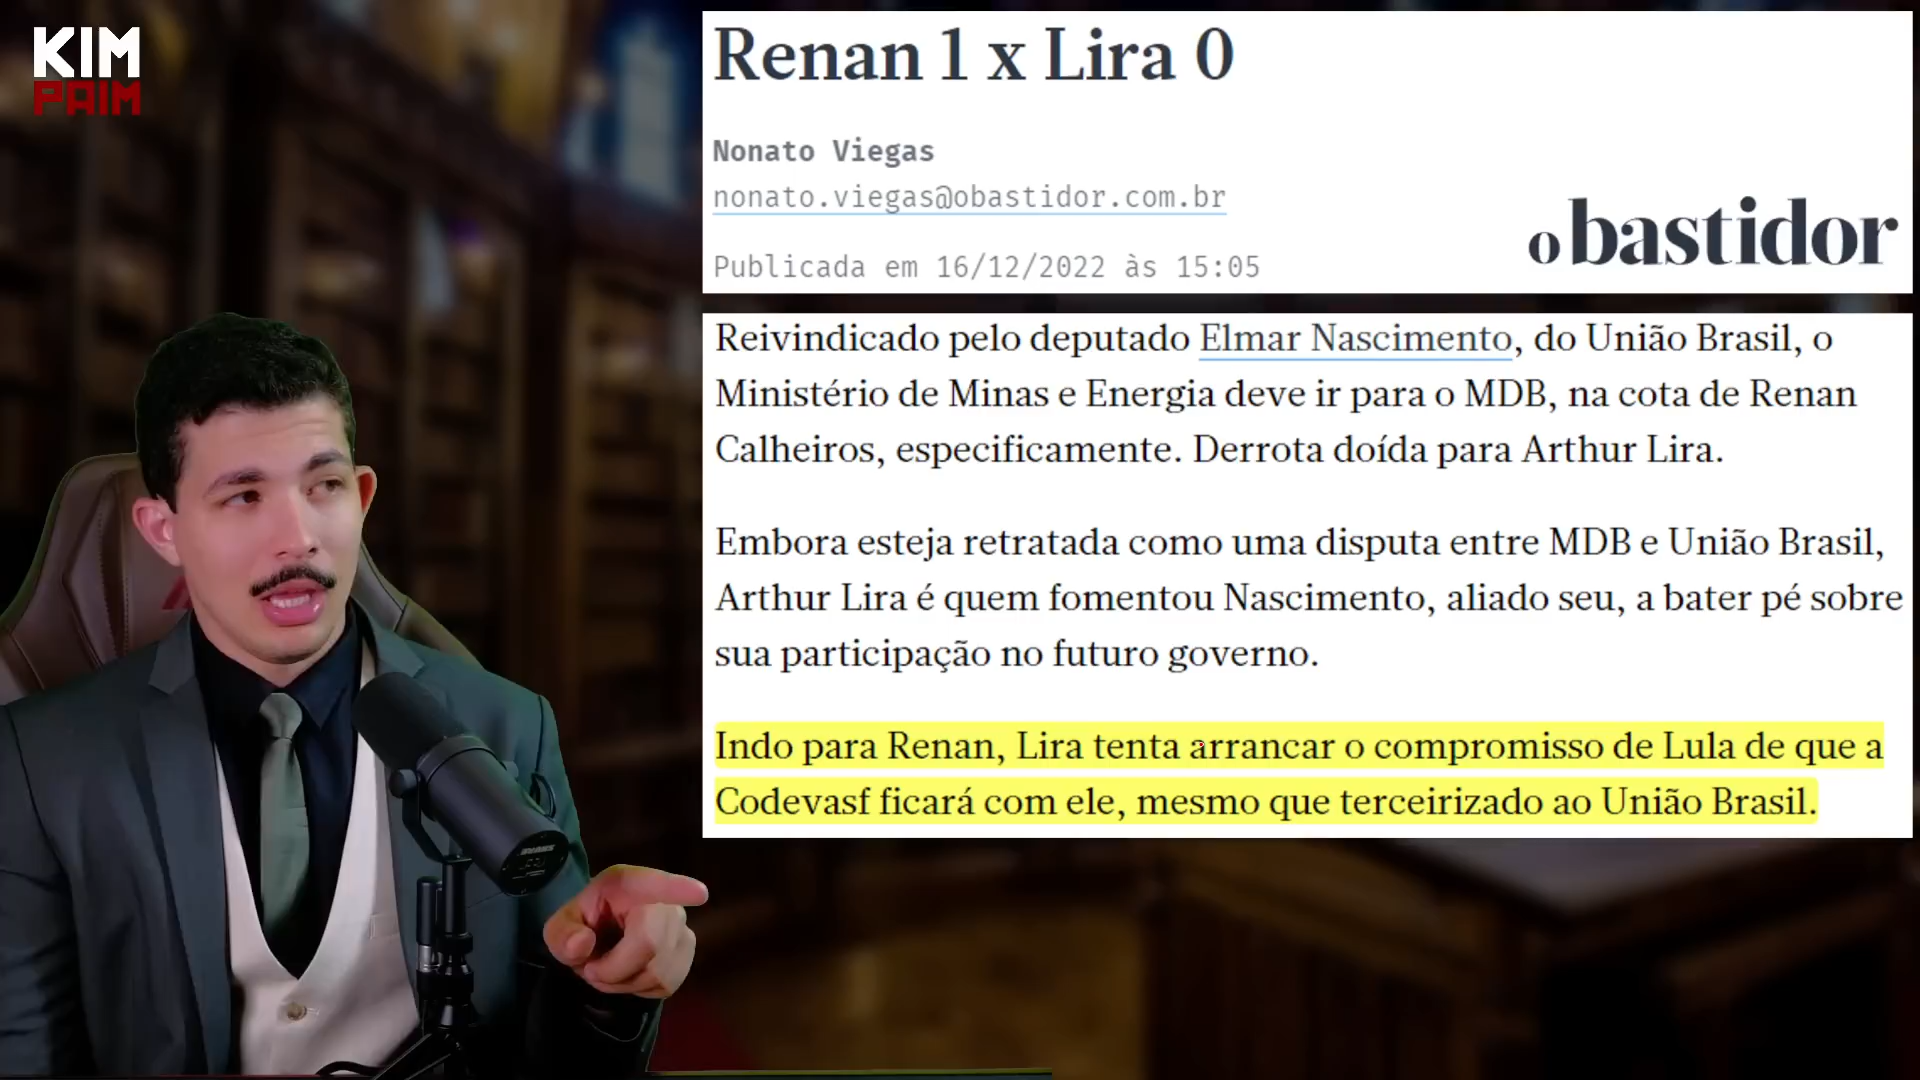 KIM
PAIM
Renan 1 x Lira 0
Nonato Viegas
nonato.viegas@obastidor.com.br
Publicada em 16/12/2022 às 15:05
o bastidor
Reivindicado pelo deputado Elmar Nascimento, do União Brasil, o
Ministério de Minas e Energia deve ir para o MDB, na cota de Renan
Calheiros, especificamente. Derrota doída para Arthur Lira.
Embora esteja retratada como uma disputa entre MDB e União Brasil,
Arthur Lira é quem fomentou Nascimento, aliado seu, a bater pé sobre
sua participação no futuro governo.
Indo para Renan, Lira tenta arrancar o compromisso de Lula de que a
Codevasf ficará com ele, mesmo que terceirizado ao União Brasil.